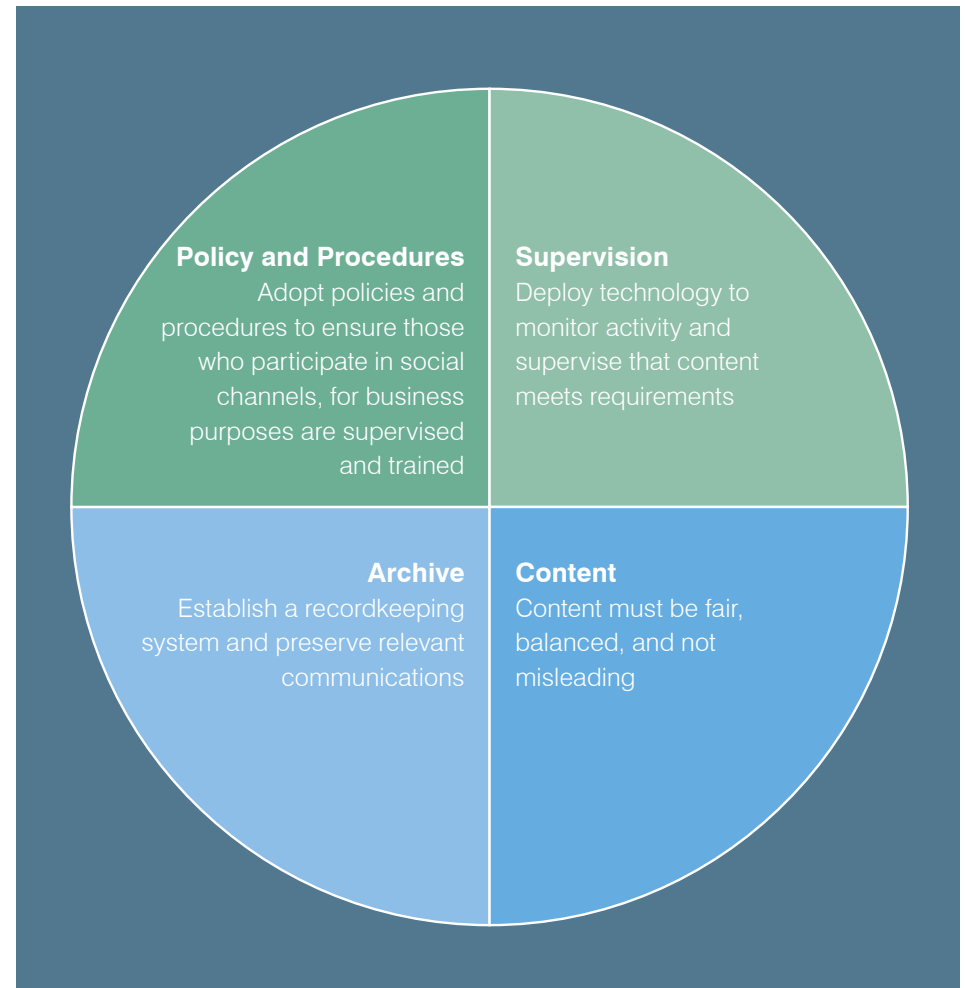 Policy and Procedures
Adopt policies and
procedures to ensure those
who participate in social
channels, for business
purposes are supervised
and trained
Supervision
Deploy technology to
monitor activity and
supervise that content
meets requirements
Archive
Establish a recordkeeping
system and preserve relevant
communications
Content
Content must be fair,
balanced, and not
misleading